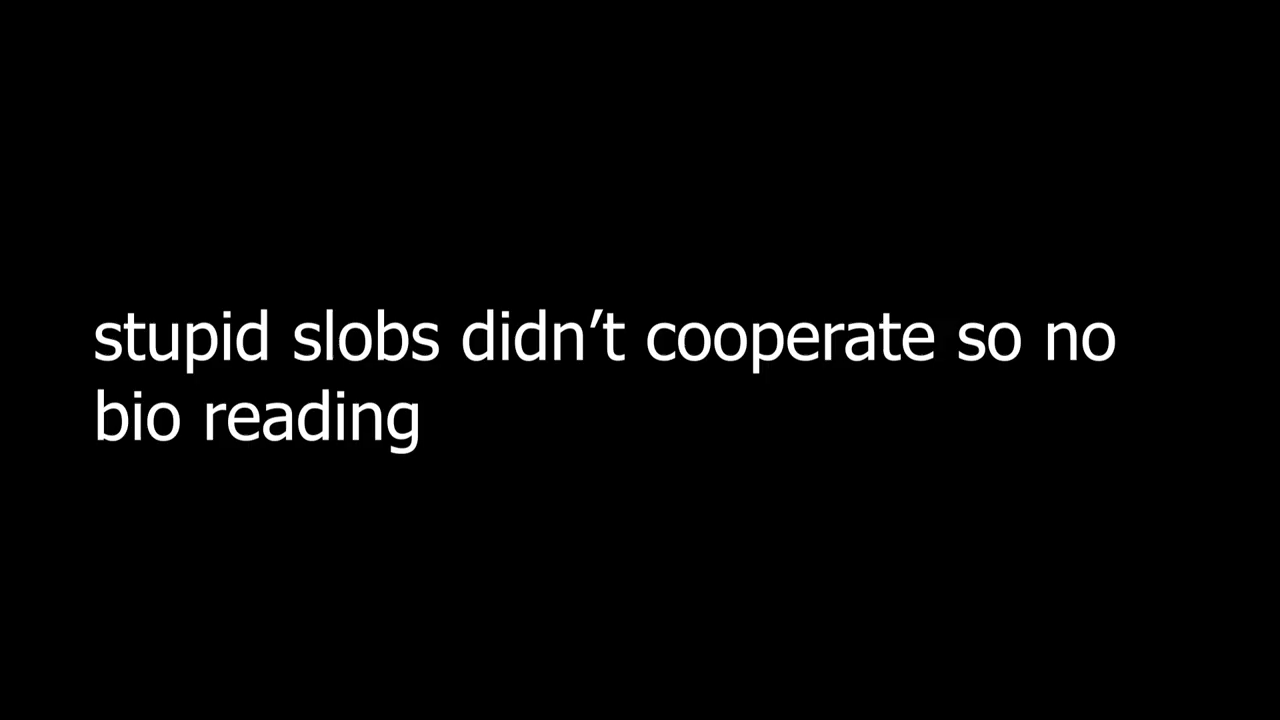 stupid slobs didn’t cooperate so no
bio reading